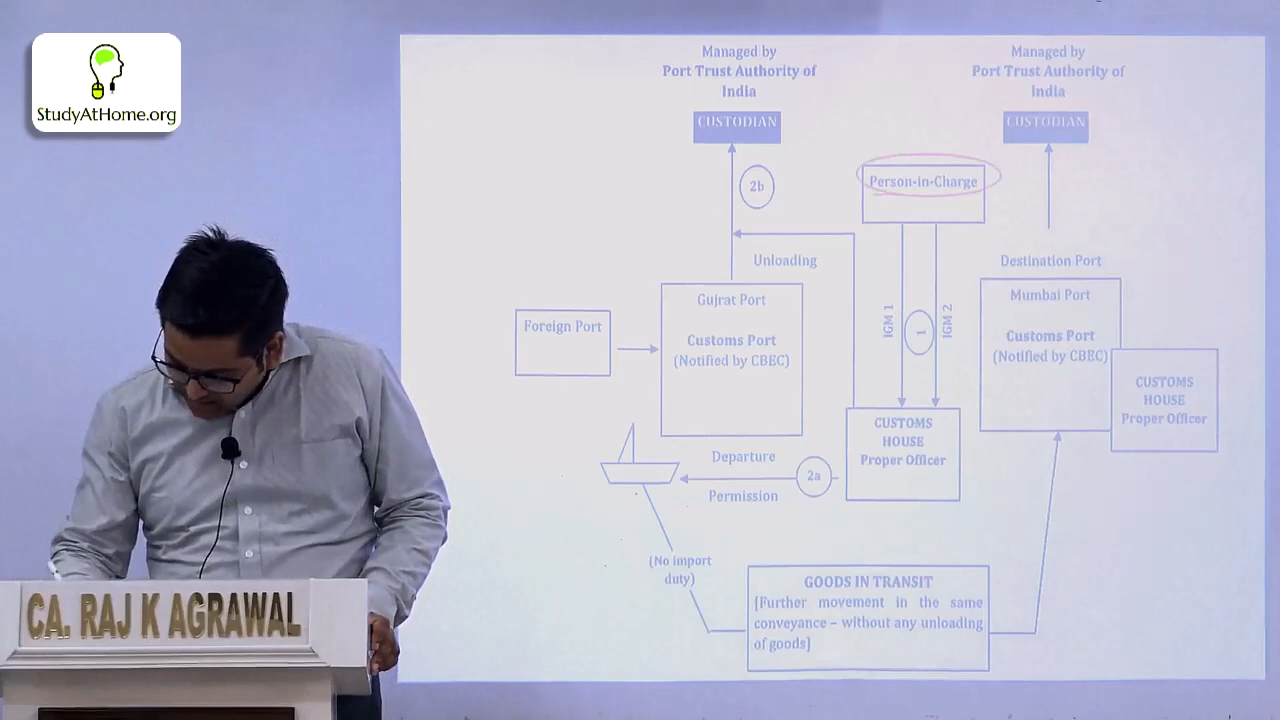 StudyAtHome.org
Managed by
Port Trust Authority of
India
CUSTODIAN
Managed by
Port Trust Authority of
India
CUSTODIAN
2b
Person-in-Charge
Unloading
Destination Port
Foreign Port
Gujrat Port
Customs Port
(Notified by CBEC)
IGM 1
1
IGM 2
Mumbai Port
Customs Port
(Notified by CBEC)
CUSTOMS
HOUSE
Proper Officer
CUSTOMS
HOUSE
Proper Officer
Departure
2a
Permission
(No import
duty)
GOODS IN TRANSIT
[Further movement in the same
conveyance – without any unloading
of goods]
CA. RAJ K AGRAWAL